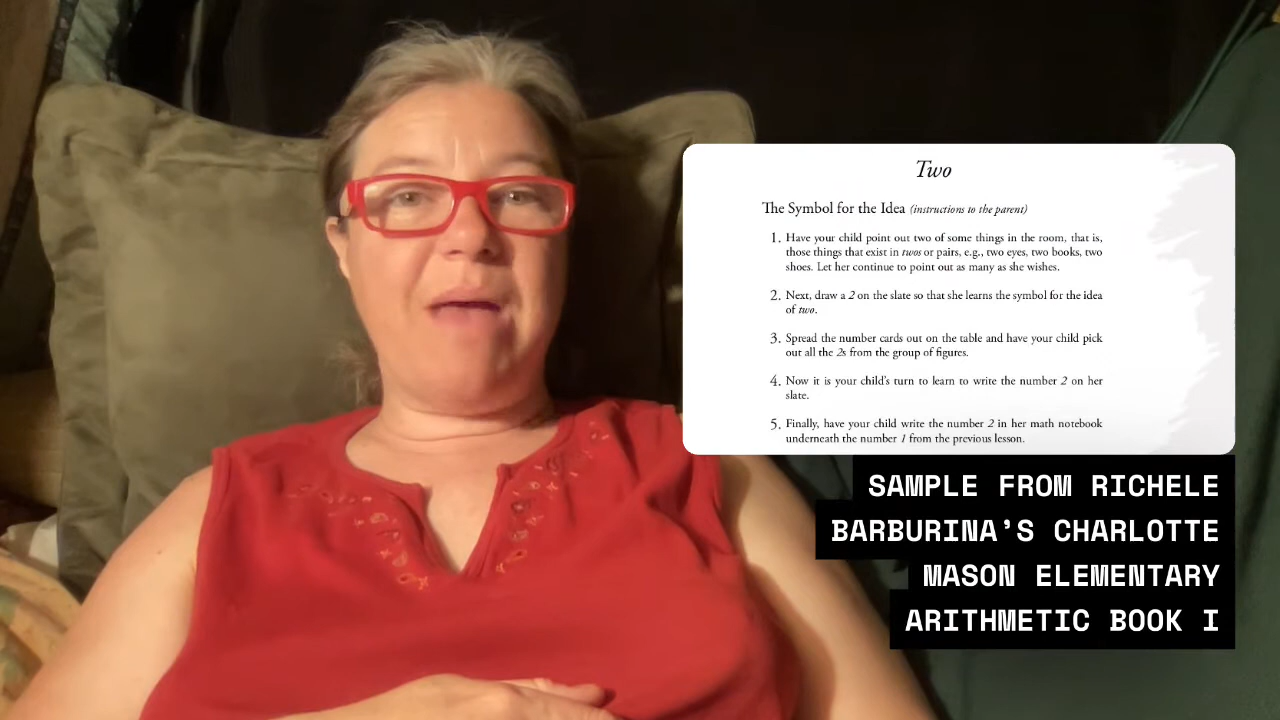 Two
The Symbol for the Idea (instructions to the parent)
1. Have your child point out two of some things in the room, that is,
those things that exist in twos or pairs, e.g., two eyes, two books, two
shoes. Let her continue to point out as many as she wishes.
2. Next, draw a 2 on the slate so that she learns the symbol for the idea
of two.
3. Spread the number cards out on the table and have your child pick
out all the 2s from the group of figures.
4. Now it is your child's turn to learn to write the number 2 on her
slate.
5. Finally, have your child write the number 2 in her math notebook
underneath the number 1 from the previous lesson.
SAMPLE FROM RICHELE
BARBURINA'S CHARLOTTE
MASON ELEMENTARY
ARITHMETIC BOOK I